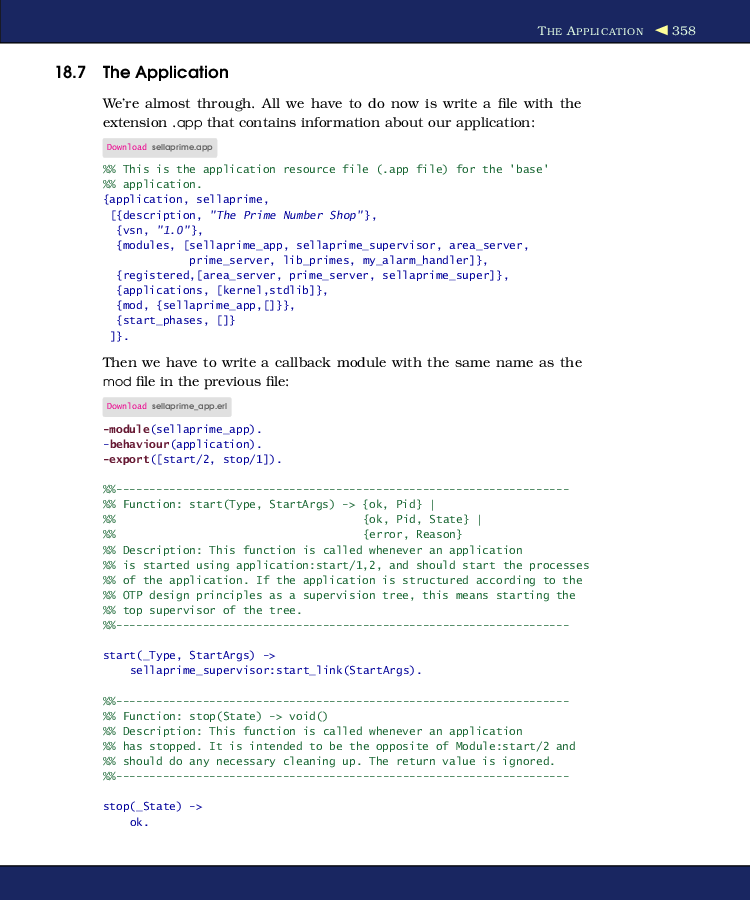 THE APPLICATION ◀ 358
18.7 The Application
We're almost through. All we have to do now is write a file with the
extension .app that contains information about our application:
Download sellaprime.app
%% This is the application resource file (.app file) for the 'base'
%% application.
{application, sellaprime,
 [{description, "The Prime Number Shop"},
  {vsn, "1.0"},
  {modules, [sellaprime_app, sellaprime_supervisor, area_server,
             prime_server, lib_primes, my_alarm_handler]},
  {registered,[area_server, prime_server, sellaprime_super]},
  {applications, [kernel,stdlib]},
  {mod, {sellaprime_app,[]}},
  {start_phases, []}
 ]}.
Then we have to write a callback module with the same name as the
mod file in the previous file:
Download sellaprime_app.erl
-module(sellaprime_app).
-behaviour(application).
-export([start/2, stop/1]).
%%--------------------------------------------------------------------
%% Function: start(Type, StartArgs) -> {ok, Pid} |
%%                                     {ok, Pid, State} |
%%                                     {error, Reason}
%% Description: This function is called whenever an application
%% is started using application:start/1,2, and should start the processes
%% of the application. If the application is structured according to the
%% OTP design principles as a supervision tree, this means starting the
%% top supervisor of the tree.
%%--------------------------------------------------------------------
start(_Type, StartArgs) ->
    sellaprime_supervisor:start_link(StartArgs).
%%--------------------------------------------------------------------
%% Function: stop(State) -> void()
%% Description: This function is called whenever an application
%% has stopped. It is intended to be the opposite of Module:start/2 and
%% should do any necessary cleaning up. The return value is ignored.
%%--------------------------------------------------------------------
stop(_State) ->
    ok.